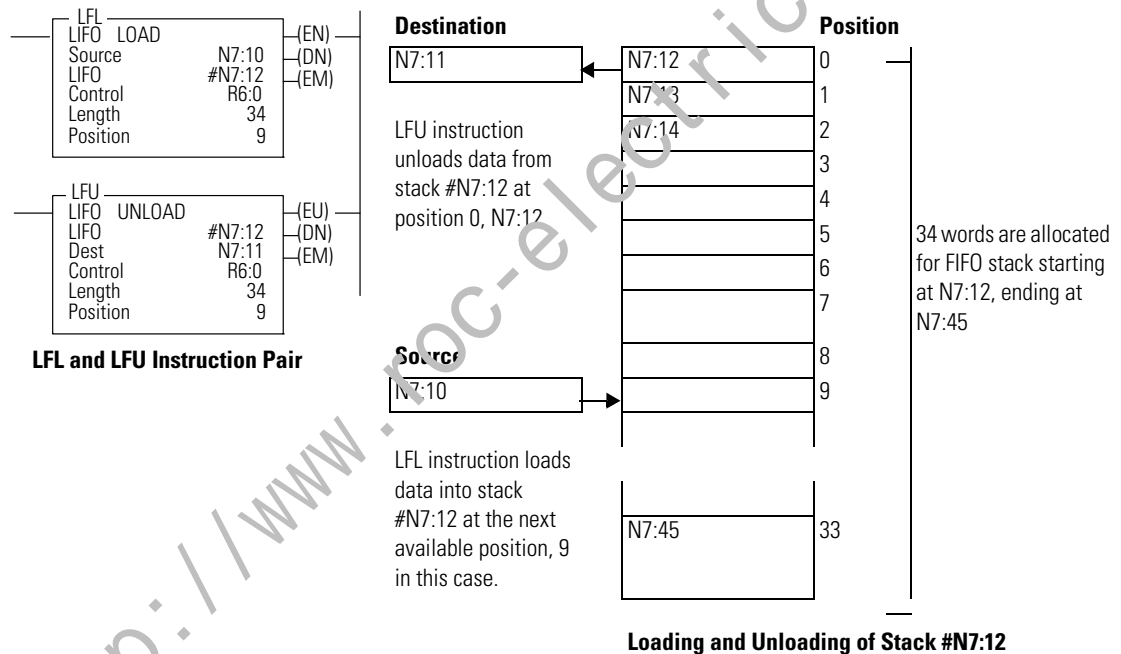 LFL
LIFO LOAD
Source N7:10
LIFO #N7:12
Control R6:0
Length 34
Position 9
(EN)
(DN)
(EM)
LFU
LIFO UNLOAD
LIFO #N7:12
Dest N7:11
Control R6:0
Length 34
Position 9
(EU)
(DN)
(EM)
LFL and LFU Instruction Pair
Destination
N7:11
LFU instruction
unloads data from
stack #N7:12 at
position 0, N7:12
Source
N7:10
LFL instruction loads
data into stack
#N7:12 at the next
available position, 9
in this case.
Position
N7:12 0
N7:13 1
N7:14 2
3
4
5
6
7
8
9
N7:45 33
34 words are allocated
for FIFO stack starting
at N7:12, ending at
N7:45
Loading and Unloading of Stack #N7:12
p://www.roc-electric